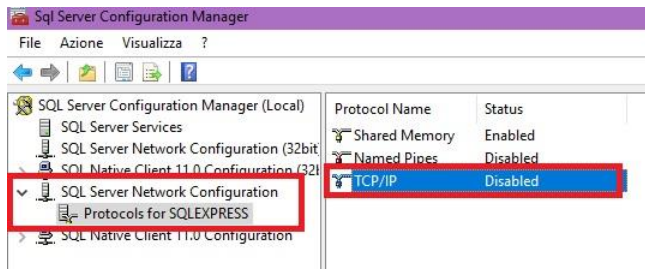 Sql Server Configuration Manager
File Azione Visualizza ?
SQL Server Configuration Manager (Local)
SQL Server Services
SQL Server Network Configuration (32bit
SQL Native Client 11.0 Configuration (32b
SQL Server Network Configuration
Protocols for SQLEXPRESS
SQL Native Client 11.0 Configuration
Protocol Name Status
Shared Memory Enabled
Named Pipes Disabled
TCP/IP Disabled